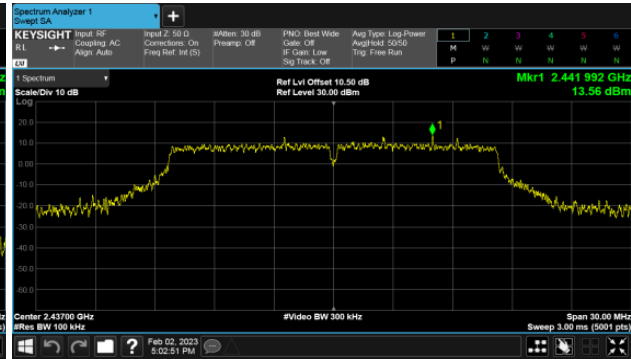 Spectrum Analyzer 1
Swept SA
+
KEYSIGHT Input: RF Input Z: 50 Ω #Atten: 30 dB PNO: Best Wide Avg Type: Log-Power 1 2 3 4 5 6
R L Coupling: AC Corrections: On Preamp: Off Gate: Off Avg|Hold: 50/50 M W W W W W
Align: Auto Freq Ref: Int (S) IF Gain: Low Trig: Free Run P N N N N N
LXI Sig Track: Off
1 Spectrum Ref Lvl Offset 10.50 dB Mkr1 2.441 992 GHz
Scale/Div 10 dB Ref Level 30.00 dBm 13.56 dBm
Log
20.0
1
10.0
0.00
-10.0
-20.0
-30.0
-40.0
-50.0
-60.0
Center 2.43700 GHz #Video BW 300 kHz Span 30.00 MHz
#Res BW 100 kHz Sweep 3.00 ms (5001 pts)
? Feb 02, 2023
5:02:51 PM